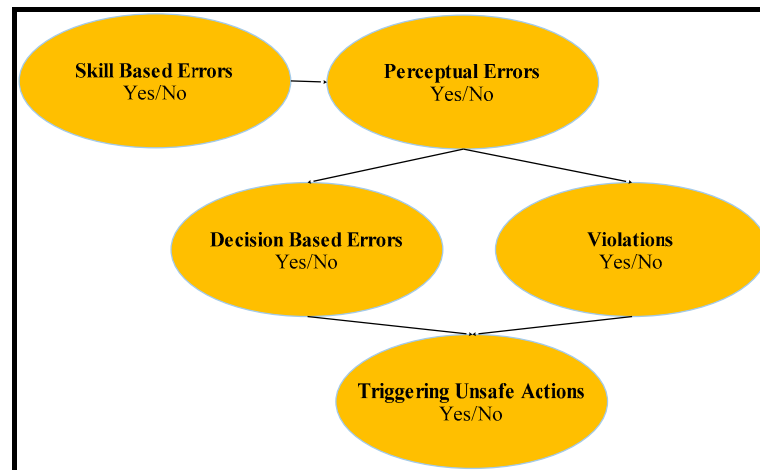 Skill Based Errors
Yes/No
Perceptual Errors
Yes/No
Decision Based Errors
Yes/No
Violations
Yes/No
Triggering Unsafe Actions
Yes/No